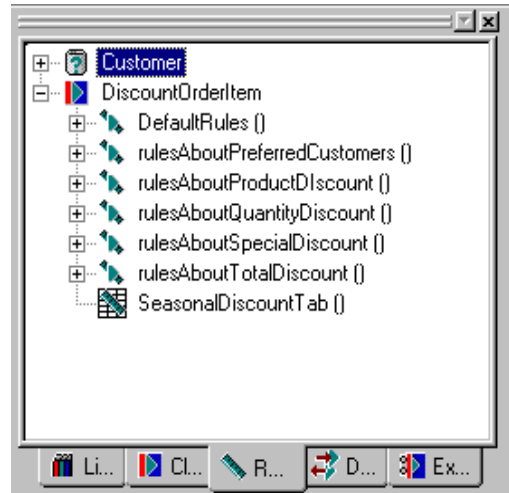 Customer
DiscountOrderItem
DefaultRules ()
rulesAboutPreferredCustomers ()
rulesAboutProductDIscount ()
rulesAboutQuantityDiscount ()
rulesAboutSpecialDiscount ()
rulesAboutTotalDiscount ()
SeasonalDiscountTab ()
Li... Cl... R... D... Ex...